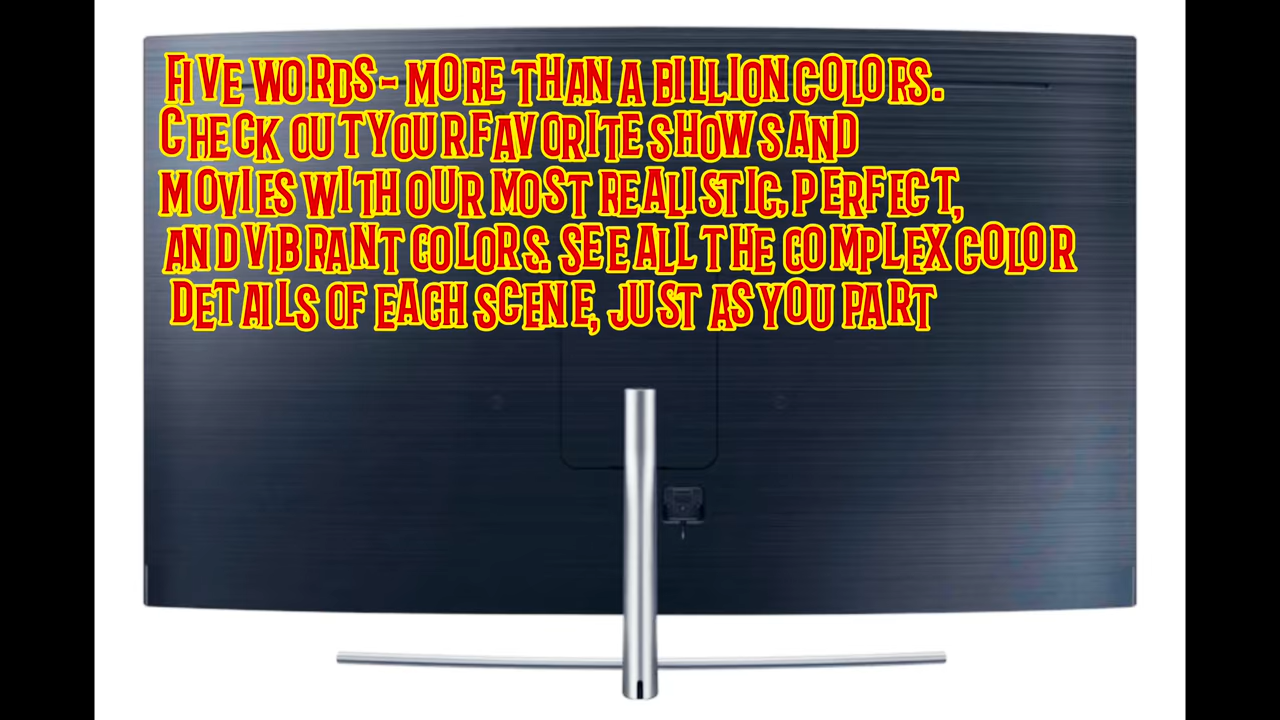 Five words - more than a billion colors.
Check out your favorite shows and
movies with our most realistic, perfect,
and vibrant colors. See all the complex color
details of each scene, just as you part